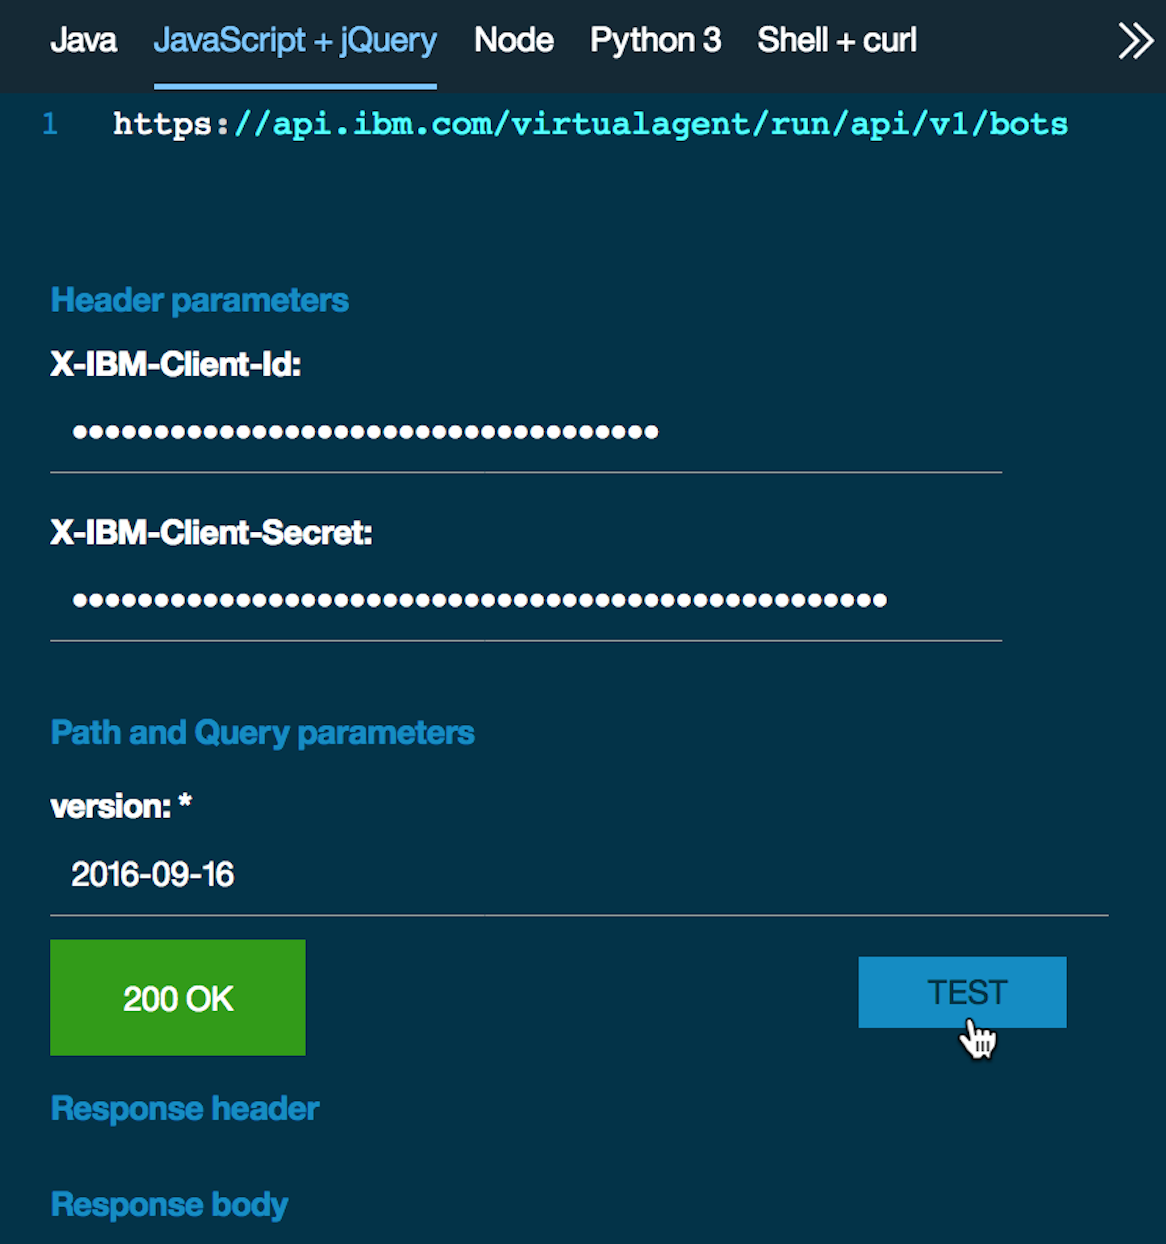 Java JavaScript + jQuery Node Python 3 Shell + curl
1 https://api.ibm.com/virtualagent/run/api/v1/bots
Header parameters
X-IBM-Client-Id:
••••••••••••••••••••••••••••••••••••
X-IBM-Client-Secret:
••••••••••••••••••••••••••••••••••••••••••••••••••
Path and Query parameters
version: *
2016-09-16
200 OK TEST
Response header
Response body